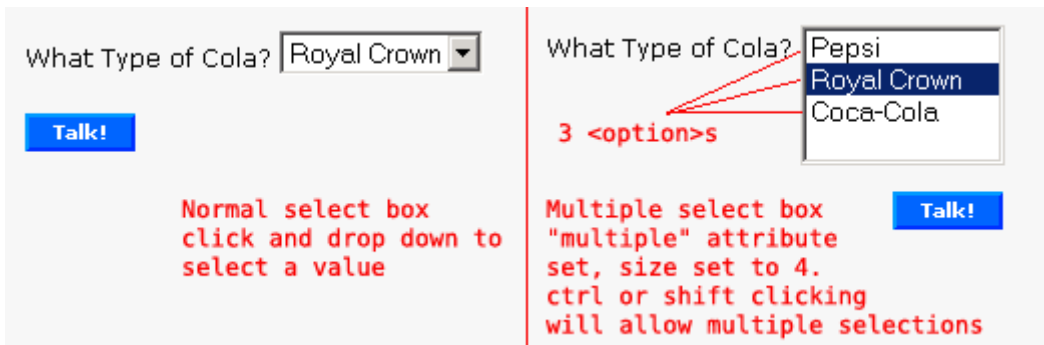 What Type of Cola? Royal Crown
Talk!
Normal select box
click and drop down to
select a value
What Type of Cola? Pepsi
Royal Crown
Coca-Cola
3 <option>s
Talk!
Multiple select box
"multiple" attribute
set, size set to 4.
ctrl or shift clicking
will allow multiple selections